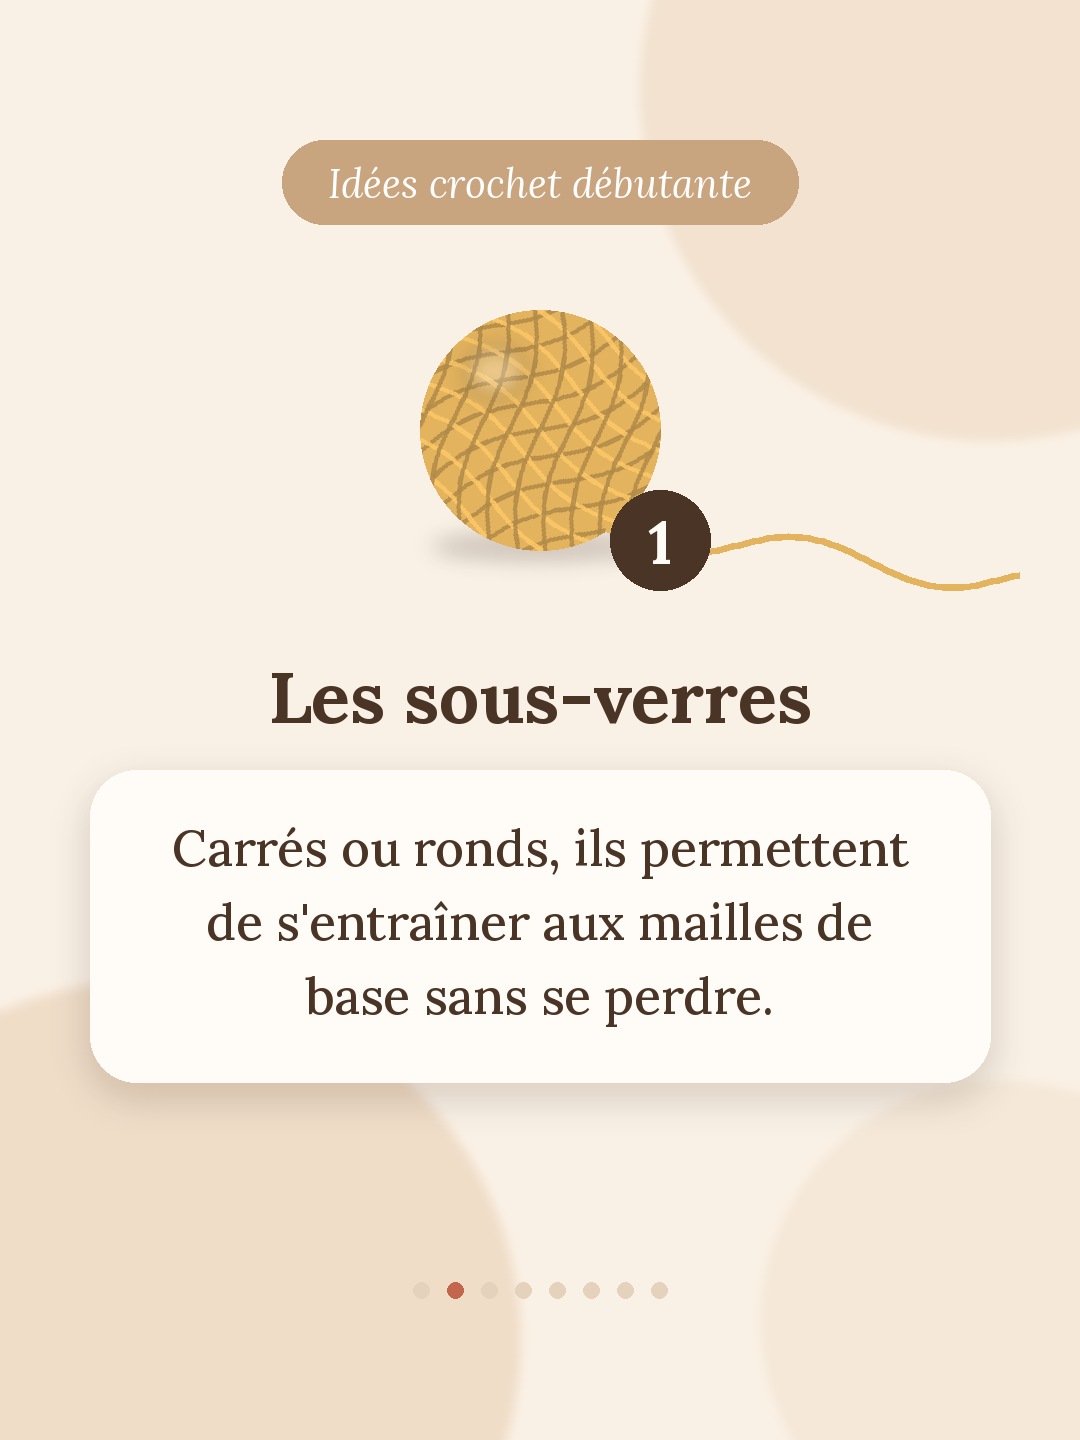 Idées crochet débutante
1
Les sous-verres
Carrés ou ronds, ils permettent
de s'entraîner aux mailles de
base sans se perdre.